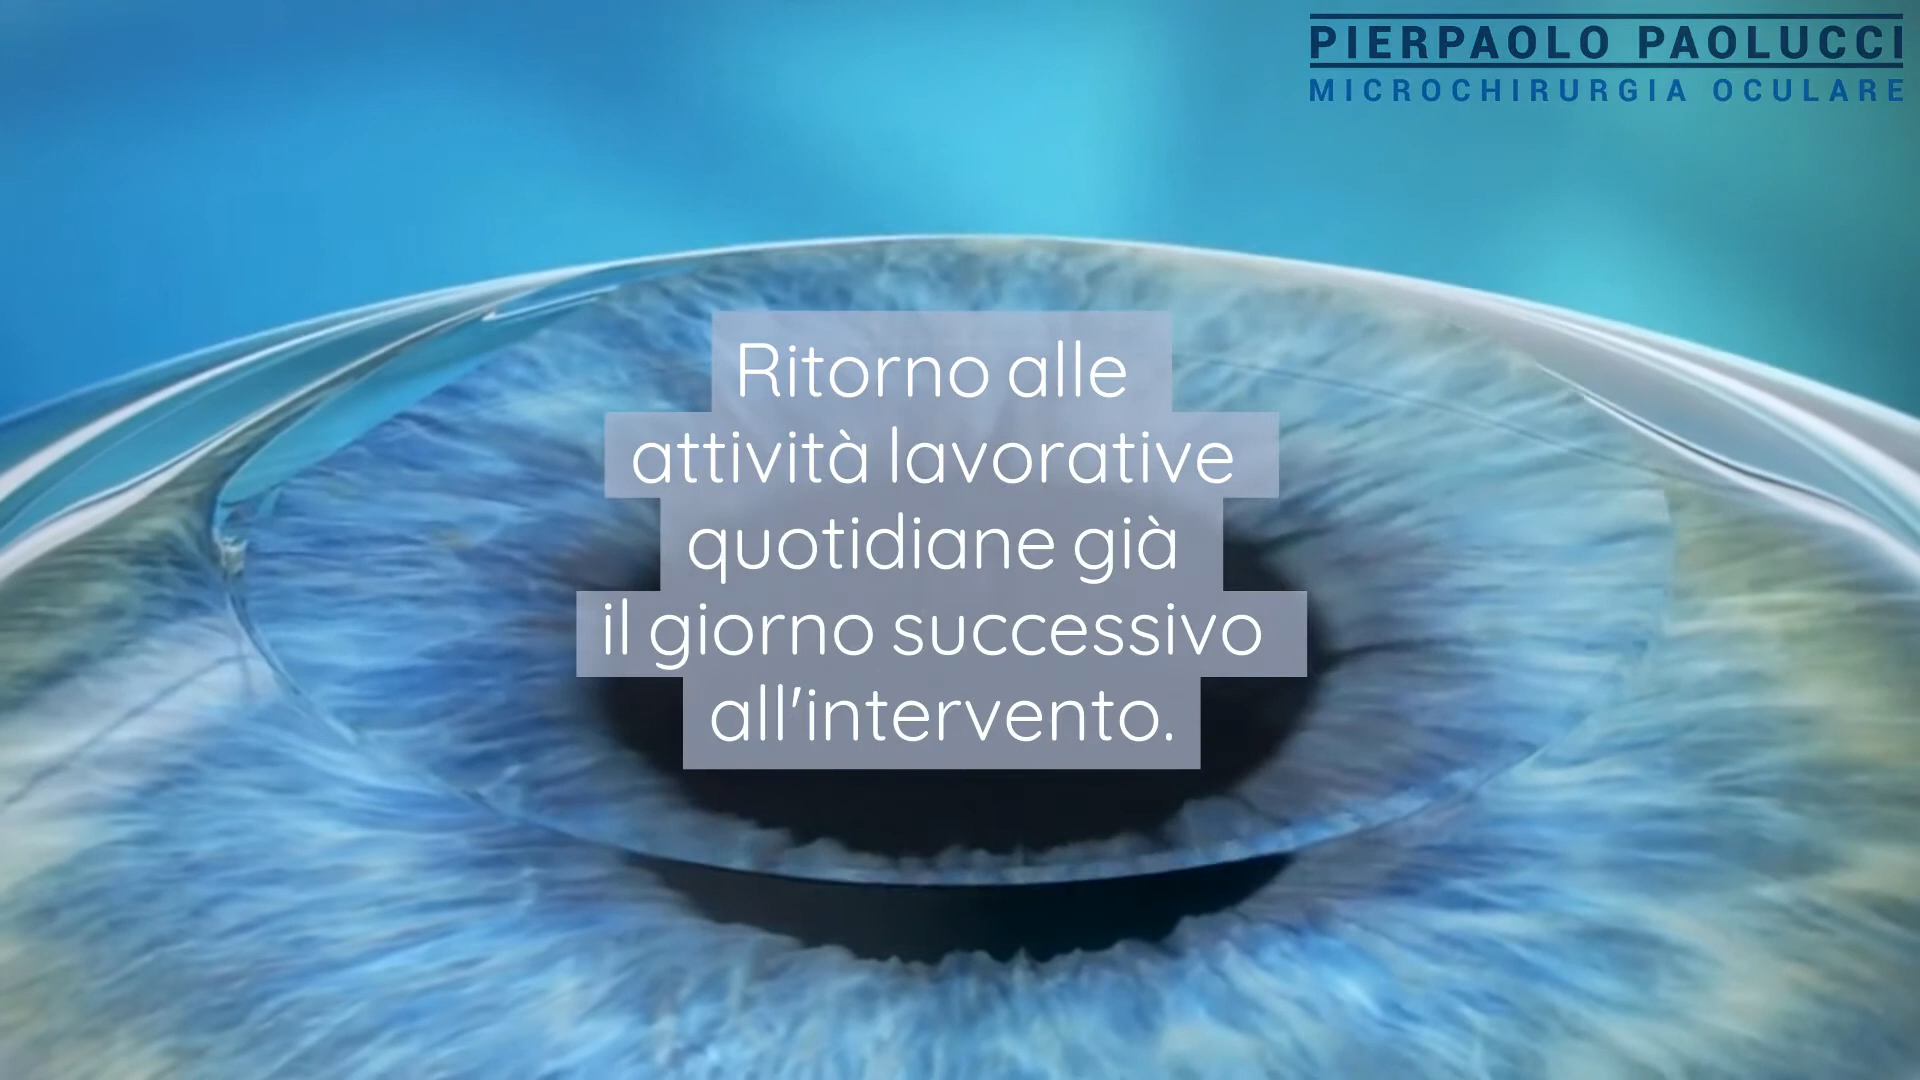 PIERPAOLO PAOLUCCI
MICROCHIRURGIA OCULARE
Ritorno alle
attività lavorative
quotidiane già
il giorno successivo
all'intervento.